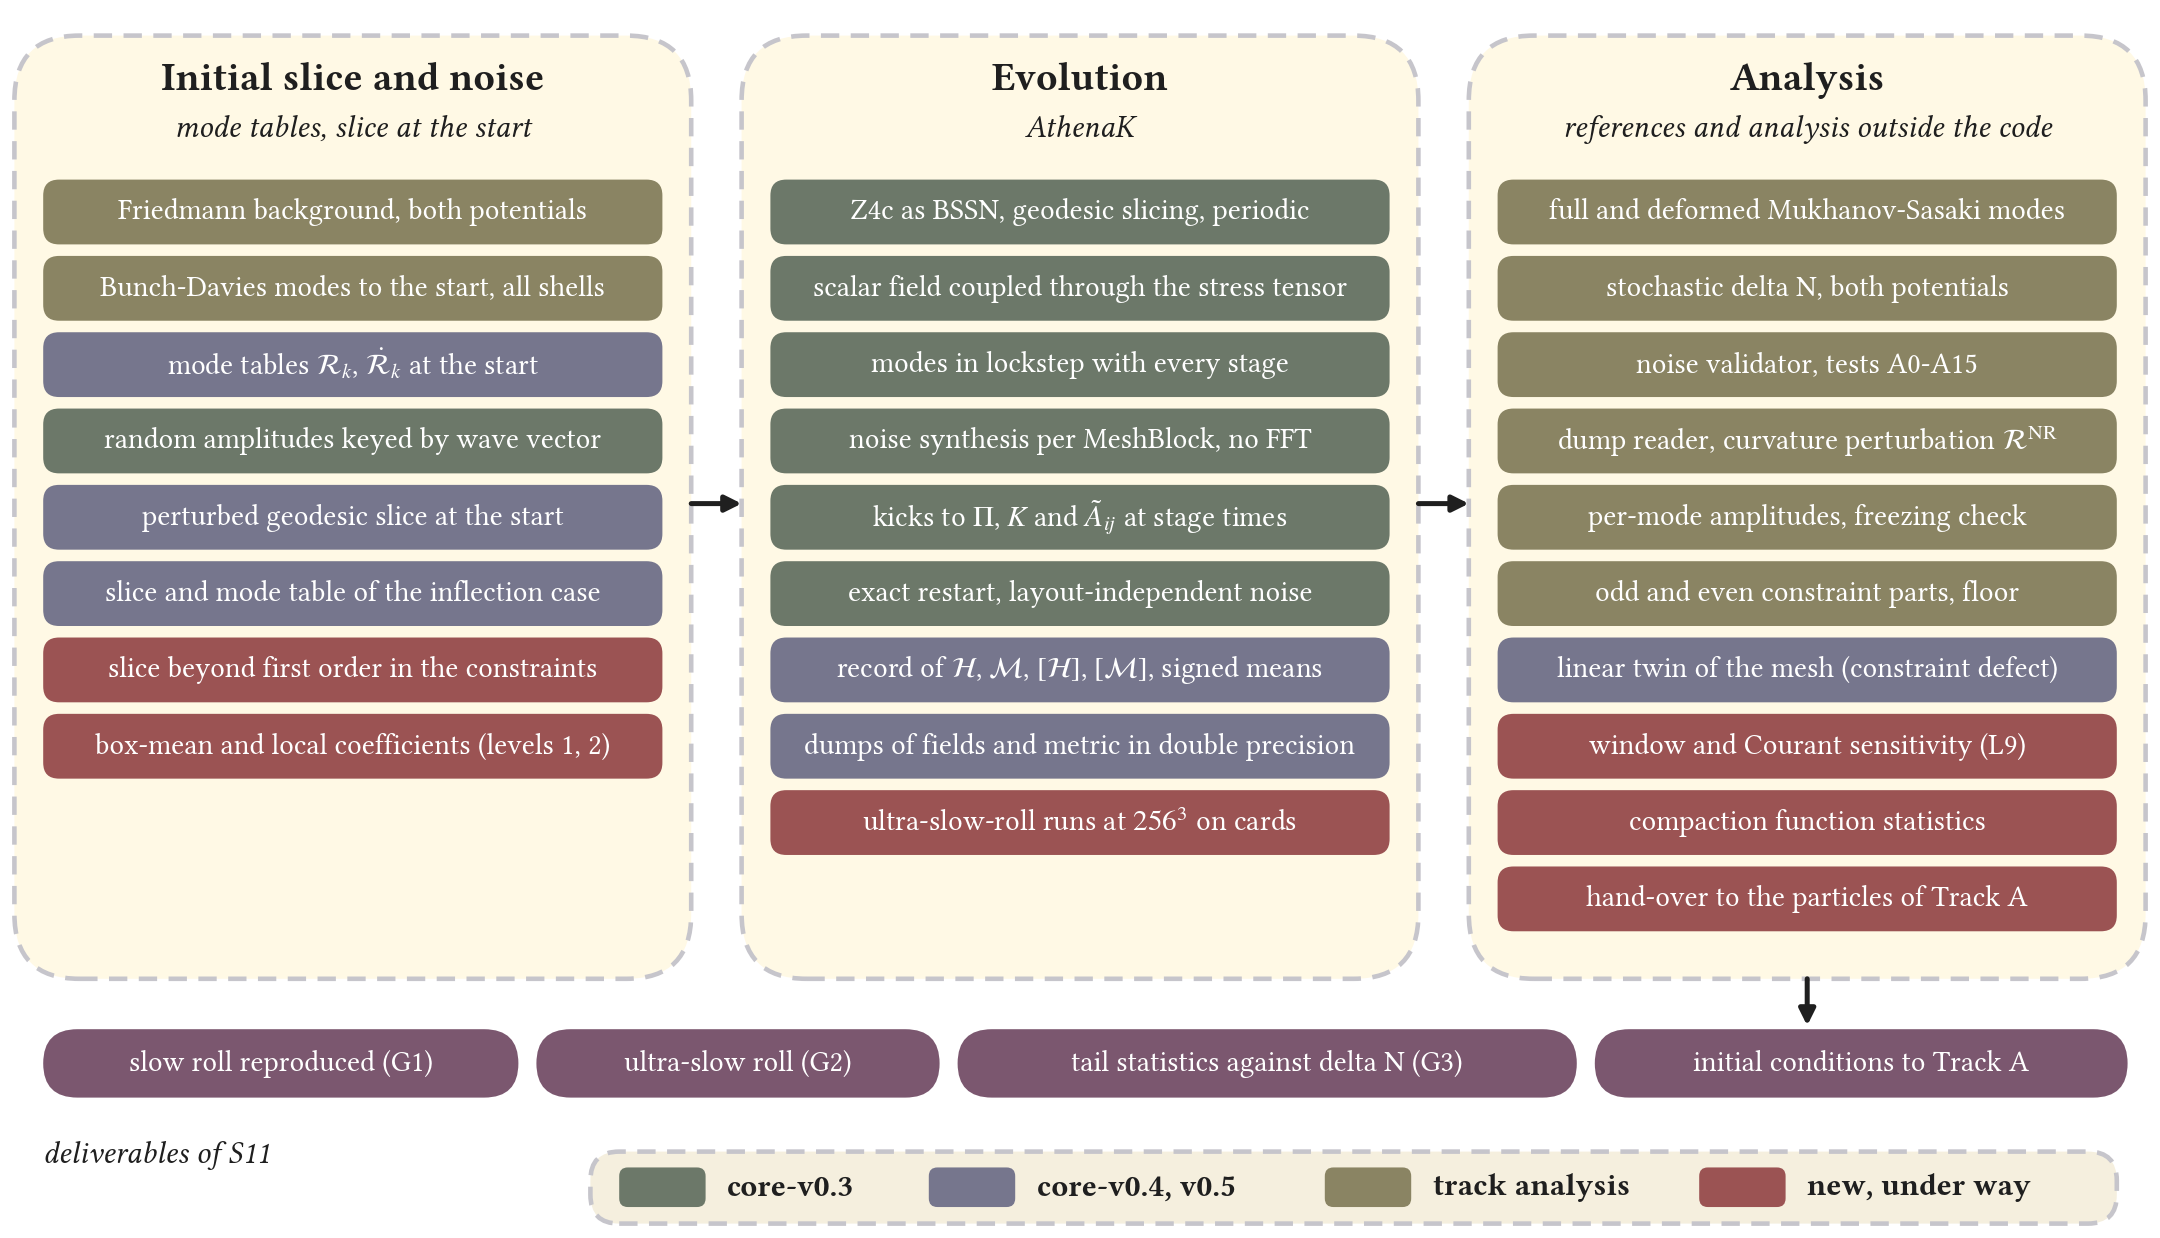 Initial slice and noise
mode tables, slice at the start
Friedmann background, both potentials
Bunch-Davies modes to the start, all shells
mode tables ℛₖ, ℛ̇ₖ at the start
random amplitudes keyed by wave vector
perturbed geodesic slice at the start
slice and mode table of the inflection case
slice beyond first order in the constraints
box-mean and local coefficients (levels 1, 2)
Evolution
AthenaK
Z4c as BSSN, geodesic slicing, periodic
scalar field coupled through the stress tensor
modes in lockstep with every stage
noise synthesis per MeshBlock, no FFT
kicks to Π, K and Ã_ij at stage times
exact restart, layout-independent noise
record of ℋ, ℳ, [ℋ], [ℳ], signed means
dumps of fields and metric in double precision
ultra-slow-roll runs at 256³ on cards
Analysis
references and analysis outside the code
full and deformed Mukhanov-Sasaki modes
stochastic delta N, both potentials
noise validator, tests A0-A15
dump reader, curvature perturbation ℛ^NR
per-mode amplitudes, freezing check
odd and even constraint parts, floor
linear twin of the mesh (constraint defect)
window and Courant sensitivity (L9)
compaction function statistics
hand-over to the particles of Track A
slow roll reproduced (G1)
ultra-slow roll (G2)
tail statistics against delta N (G3)
initial conditions to Track A
deliverables of S11
core-v0.3
core-v0.4, v0.5
track analysis
new, under way